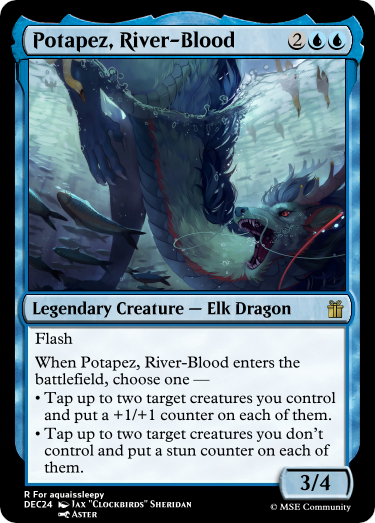 Potapez, River-Blood 2
Legendary Creature — Elk Dragon
Flash
When Potapez, River-Blood enters the
battlefield, choose one —
• Tap up to two target creatures you control
and put a +1/+1 counter on each of them.
• Tap up to two target creatures you don't
control and put a stun counter on each of
them.
3/4
R For aquaissleepy
DEC24 Jax "Clockbirds" Sheridan
Aster
© MSE Community